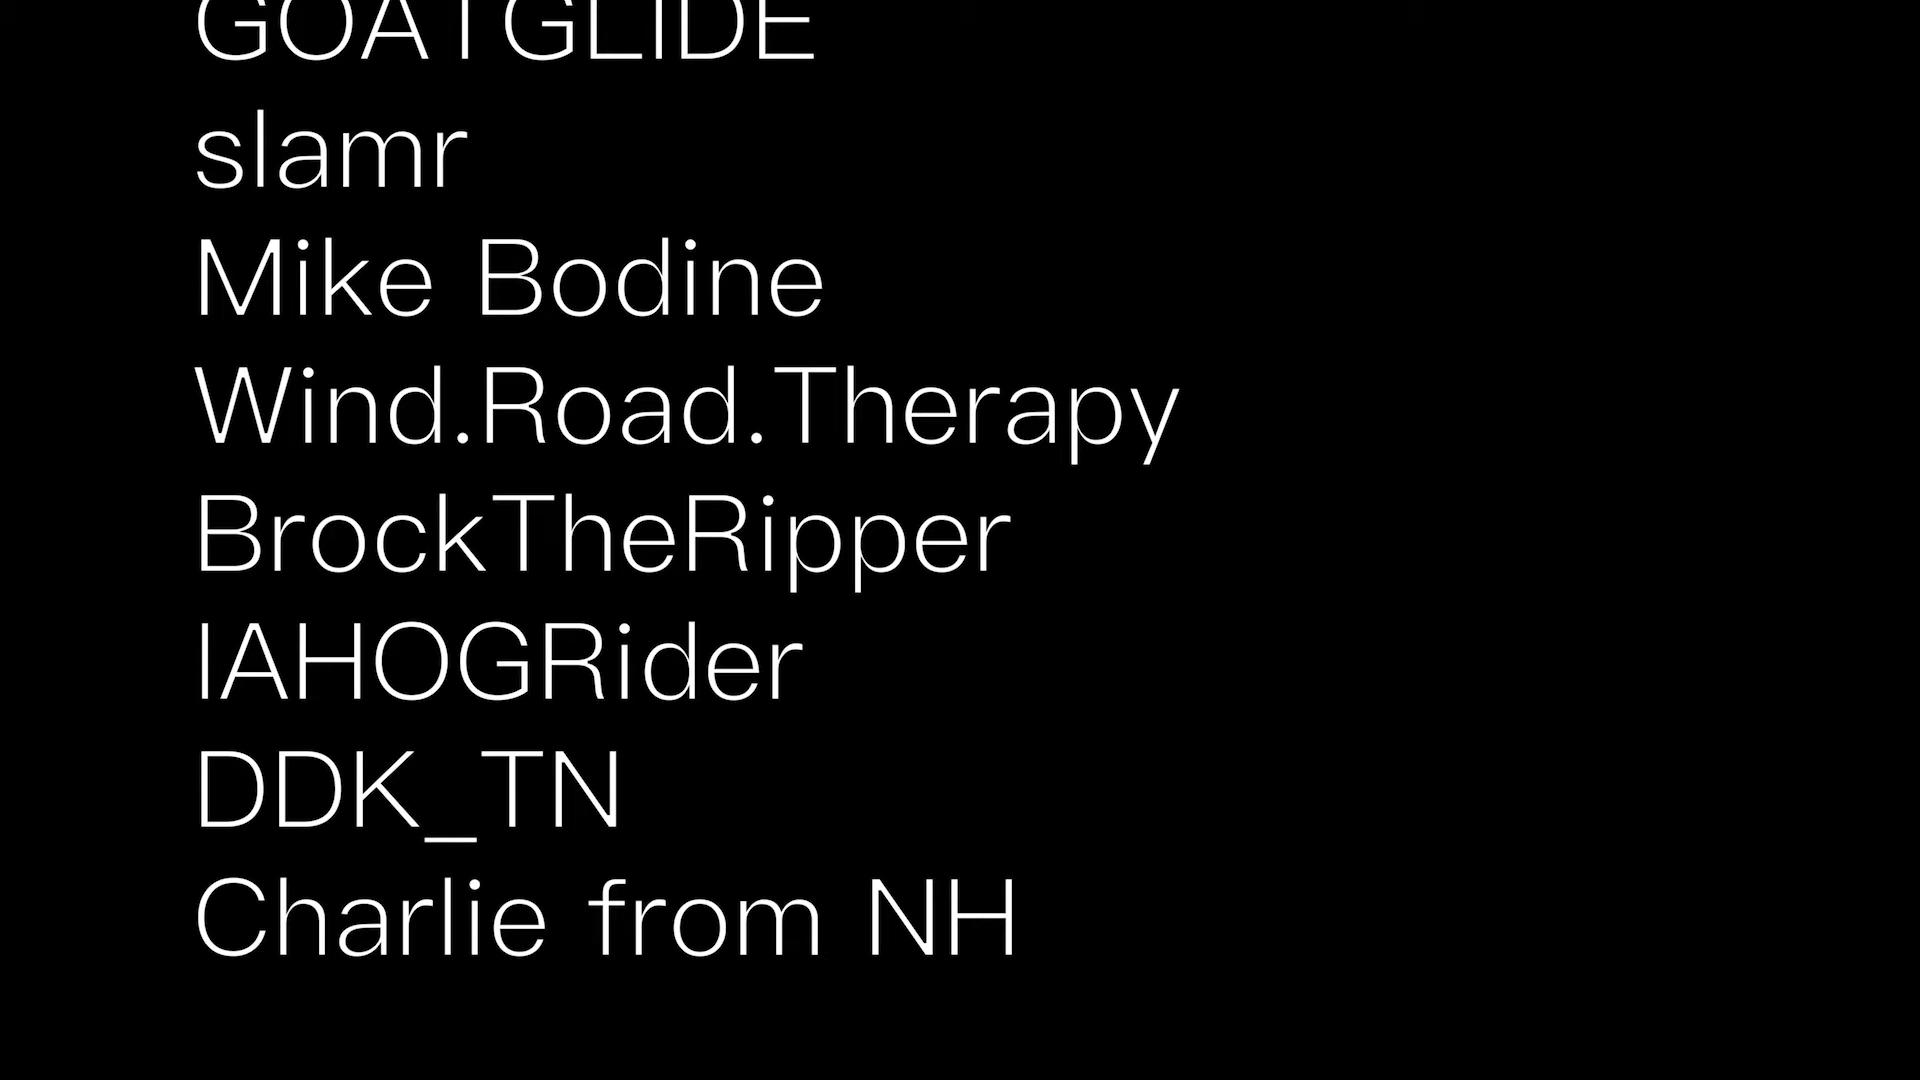 GOATGLIDE
slamr
Mike Bodine
Wind.Road.Therapy
BrockTheRipper
IAHOGRider
DDK_TN
Charlie from NH